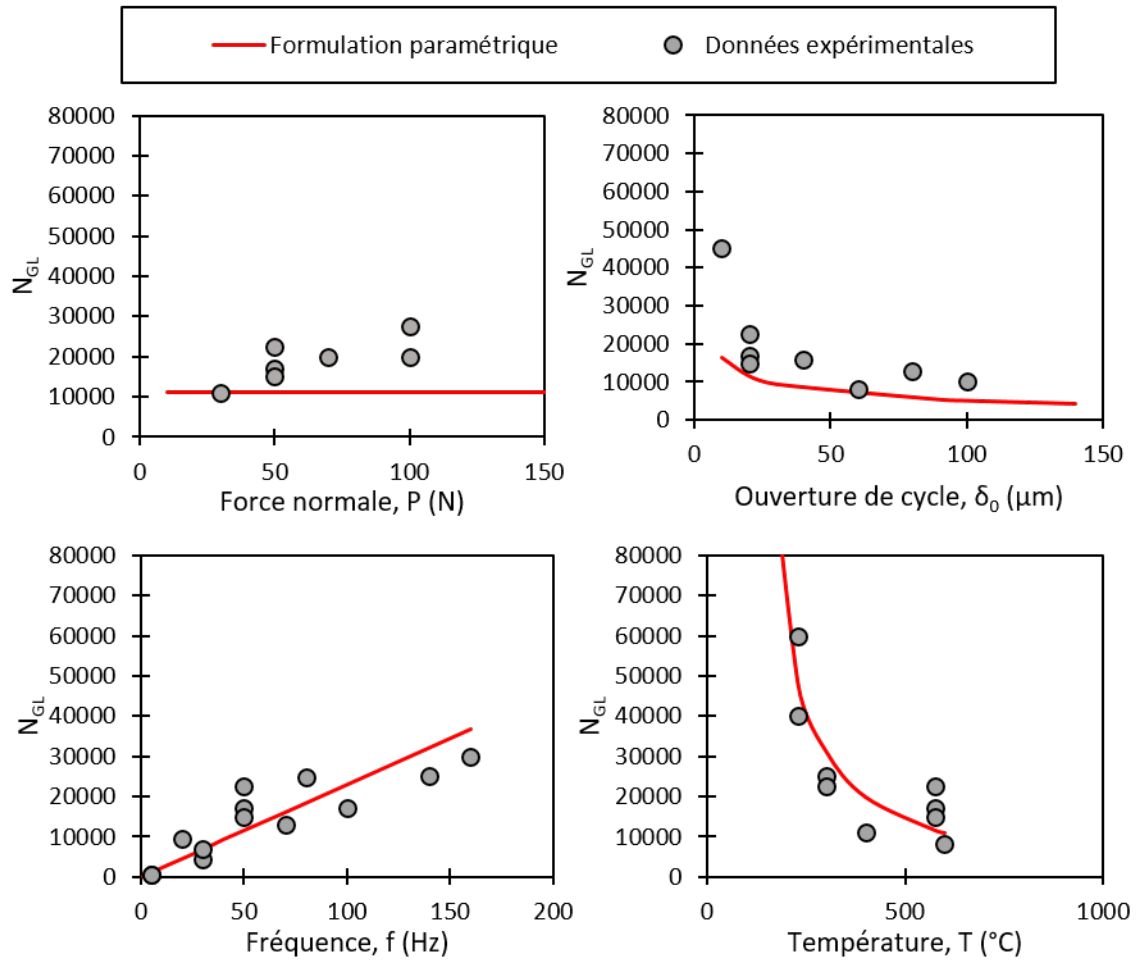 Formulation paramétrique Données expérimentales
80000 80000
70000 70000
60000 60000
50000 50000
40000 40000
30000 30000
20000 20000
10000 10000
0 0
N_GL N_GL
0 50 100 150 0 50 100 150
Force normale, P (N) Ouverture de cycle, δ₀ (µm)
80000 80000
70000 70000
60000 60000
50000 50000
40000 40000
30000 30000
20000 20000
10000 10000
0 0
N_GL N_GL
0 50 100 150 200 0 500 1000
Fréquence, f (Hz) Température, T (°C)